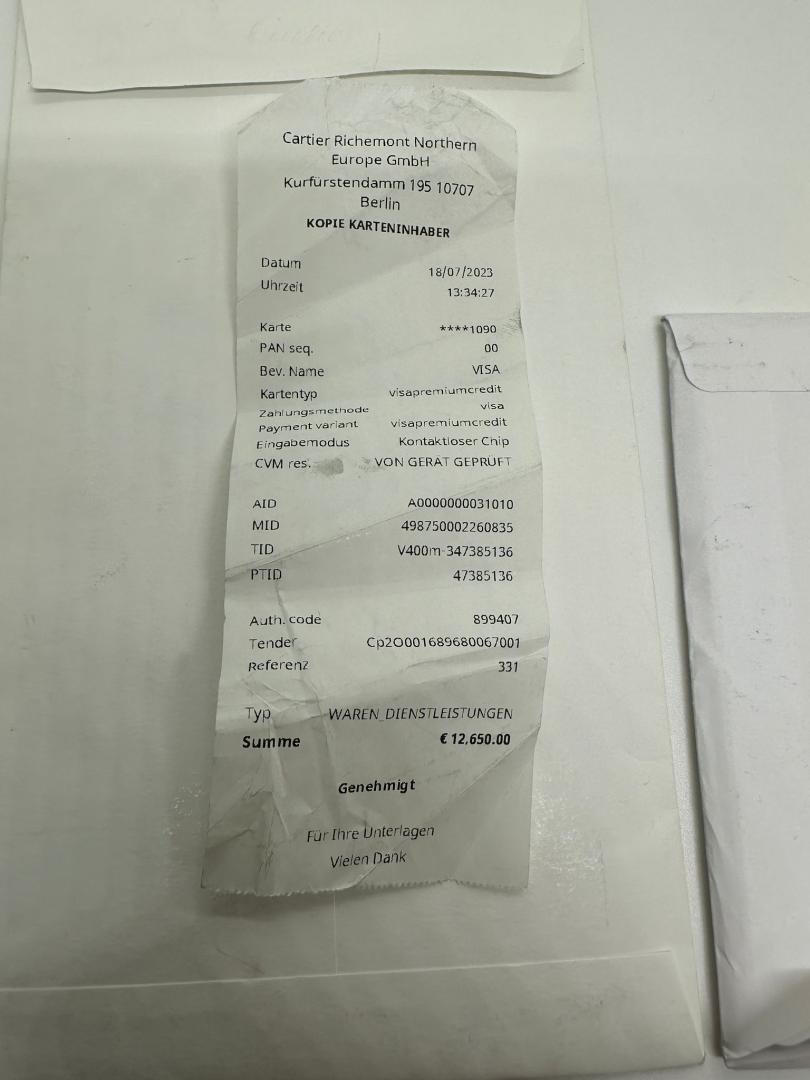 Cartier Richemont Northern
Europe GmbH
Kurfürstendamm 195 10707
Berlin
KOPIE KARTENINHABER
Datum 18/07/2023
Uhrzeit 13:34:27
Karte ****1090
PAN seq. 00
Bev. Name VISA
Kartentyp visapremiumcredit
Zahlungsmethode visa
Payment variant visapremiumcredit
Eingabemodus Kontaktloser Chip
CVM res. VON GERÄT GEPRÜFT
AID A0000000031010
MID 498750002260835
TID V400m-347385136
PTID 47385136
Auth. code 899407
Tender Cp2O001689680067001
Referenz 331
Typ WAREN_DIENSTLEISTUNGEN
Summe € 12,650.00
Genehmigt
Für Ihre Unterlagen
Vielen Dank